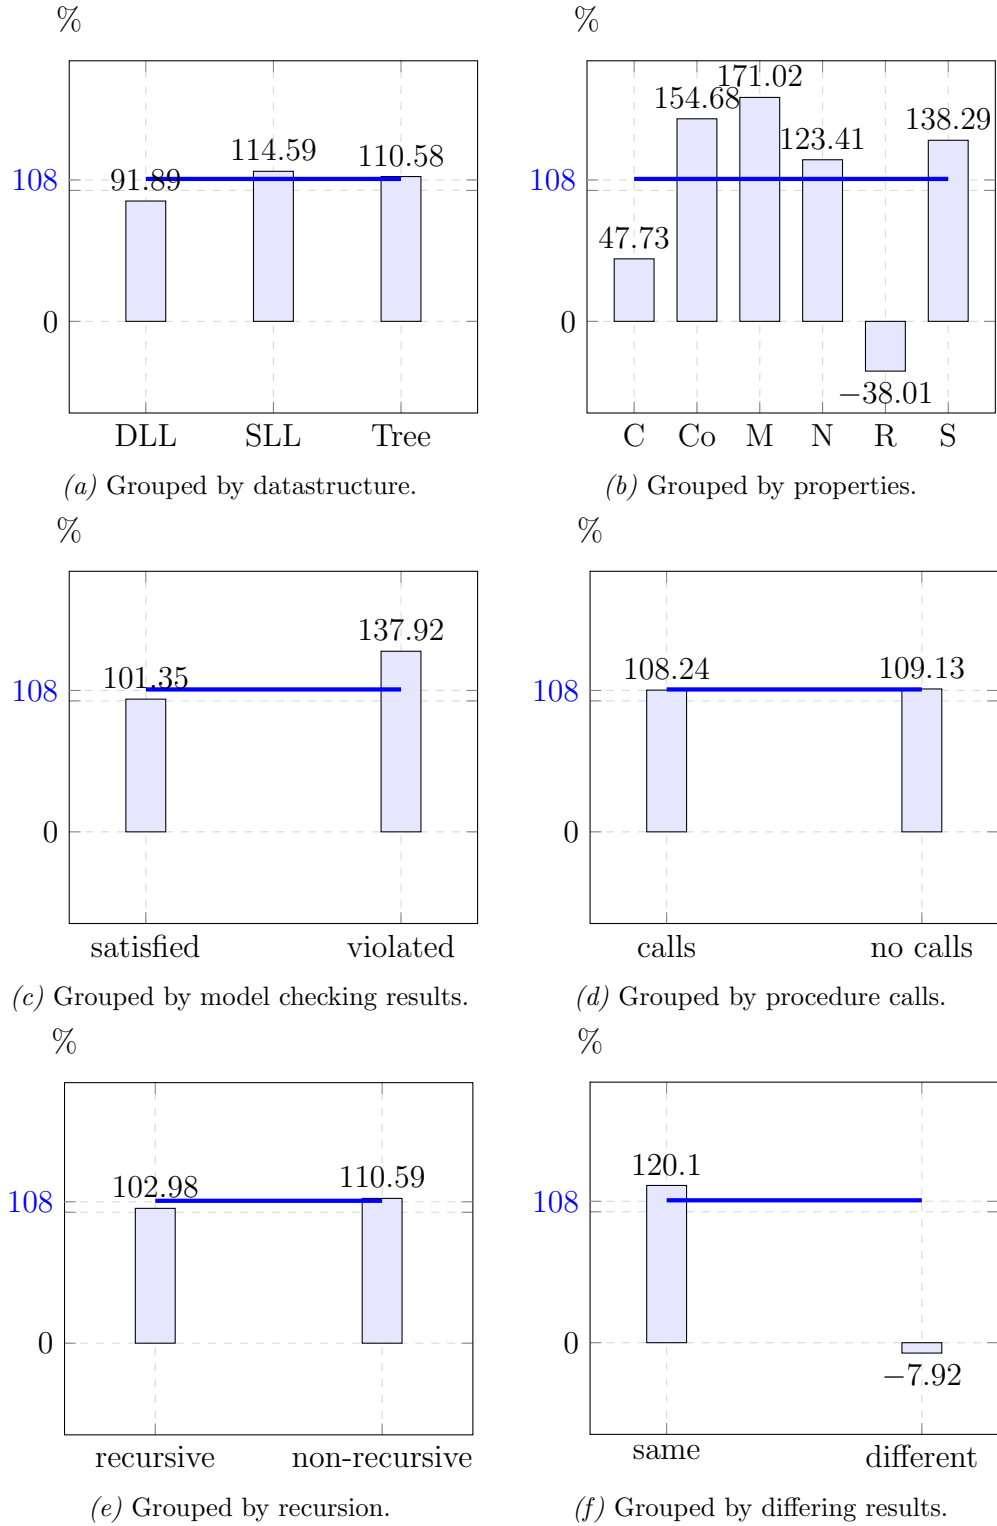 %
%
171.02
154.68
114.59
110.58
123.41
138.29
91.89
108
108
47.73
0
0
−38.01
DLL SLL Tree
C Co M N R S
(a) Grouped by datastructure.
(b) Grouped by properties.
%
%
137.92
101.35
108.24
109.13
108
108
0
0
satisfied violated
calls no calls
(c) Grouped by model checking results.
(d) Grouped by procedure calls.
%
%
102.98
110.59
120.1
108
108
0
0
−7.92
recursive non-recursive
same different
(e) Grouped by recursion.
(f) Grouped by differing results.